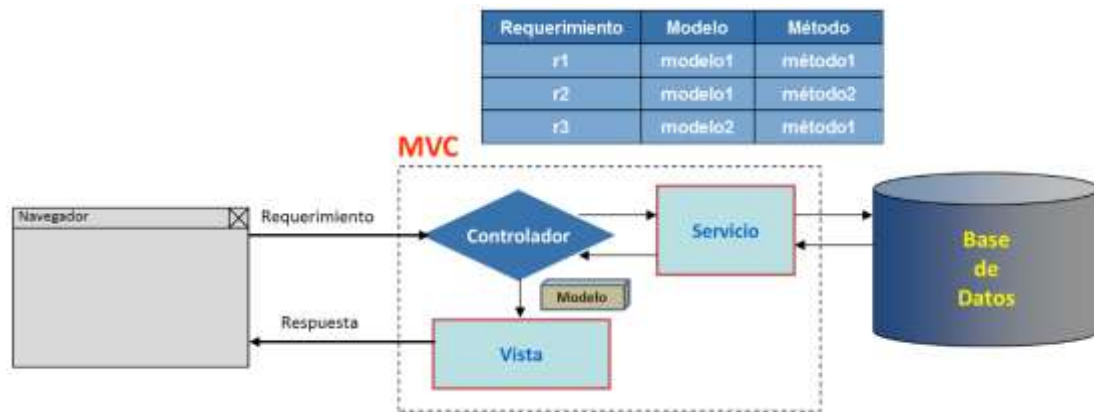 Requerimiento Modelo Método
r1 modelo1 método1
r2 modelo1 método2
r3 modelo2 método1
MVC
Navegador
Requerimiento
Controlador
Servicio
Base
de
Datos
Modelo
Respuesta
Vista